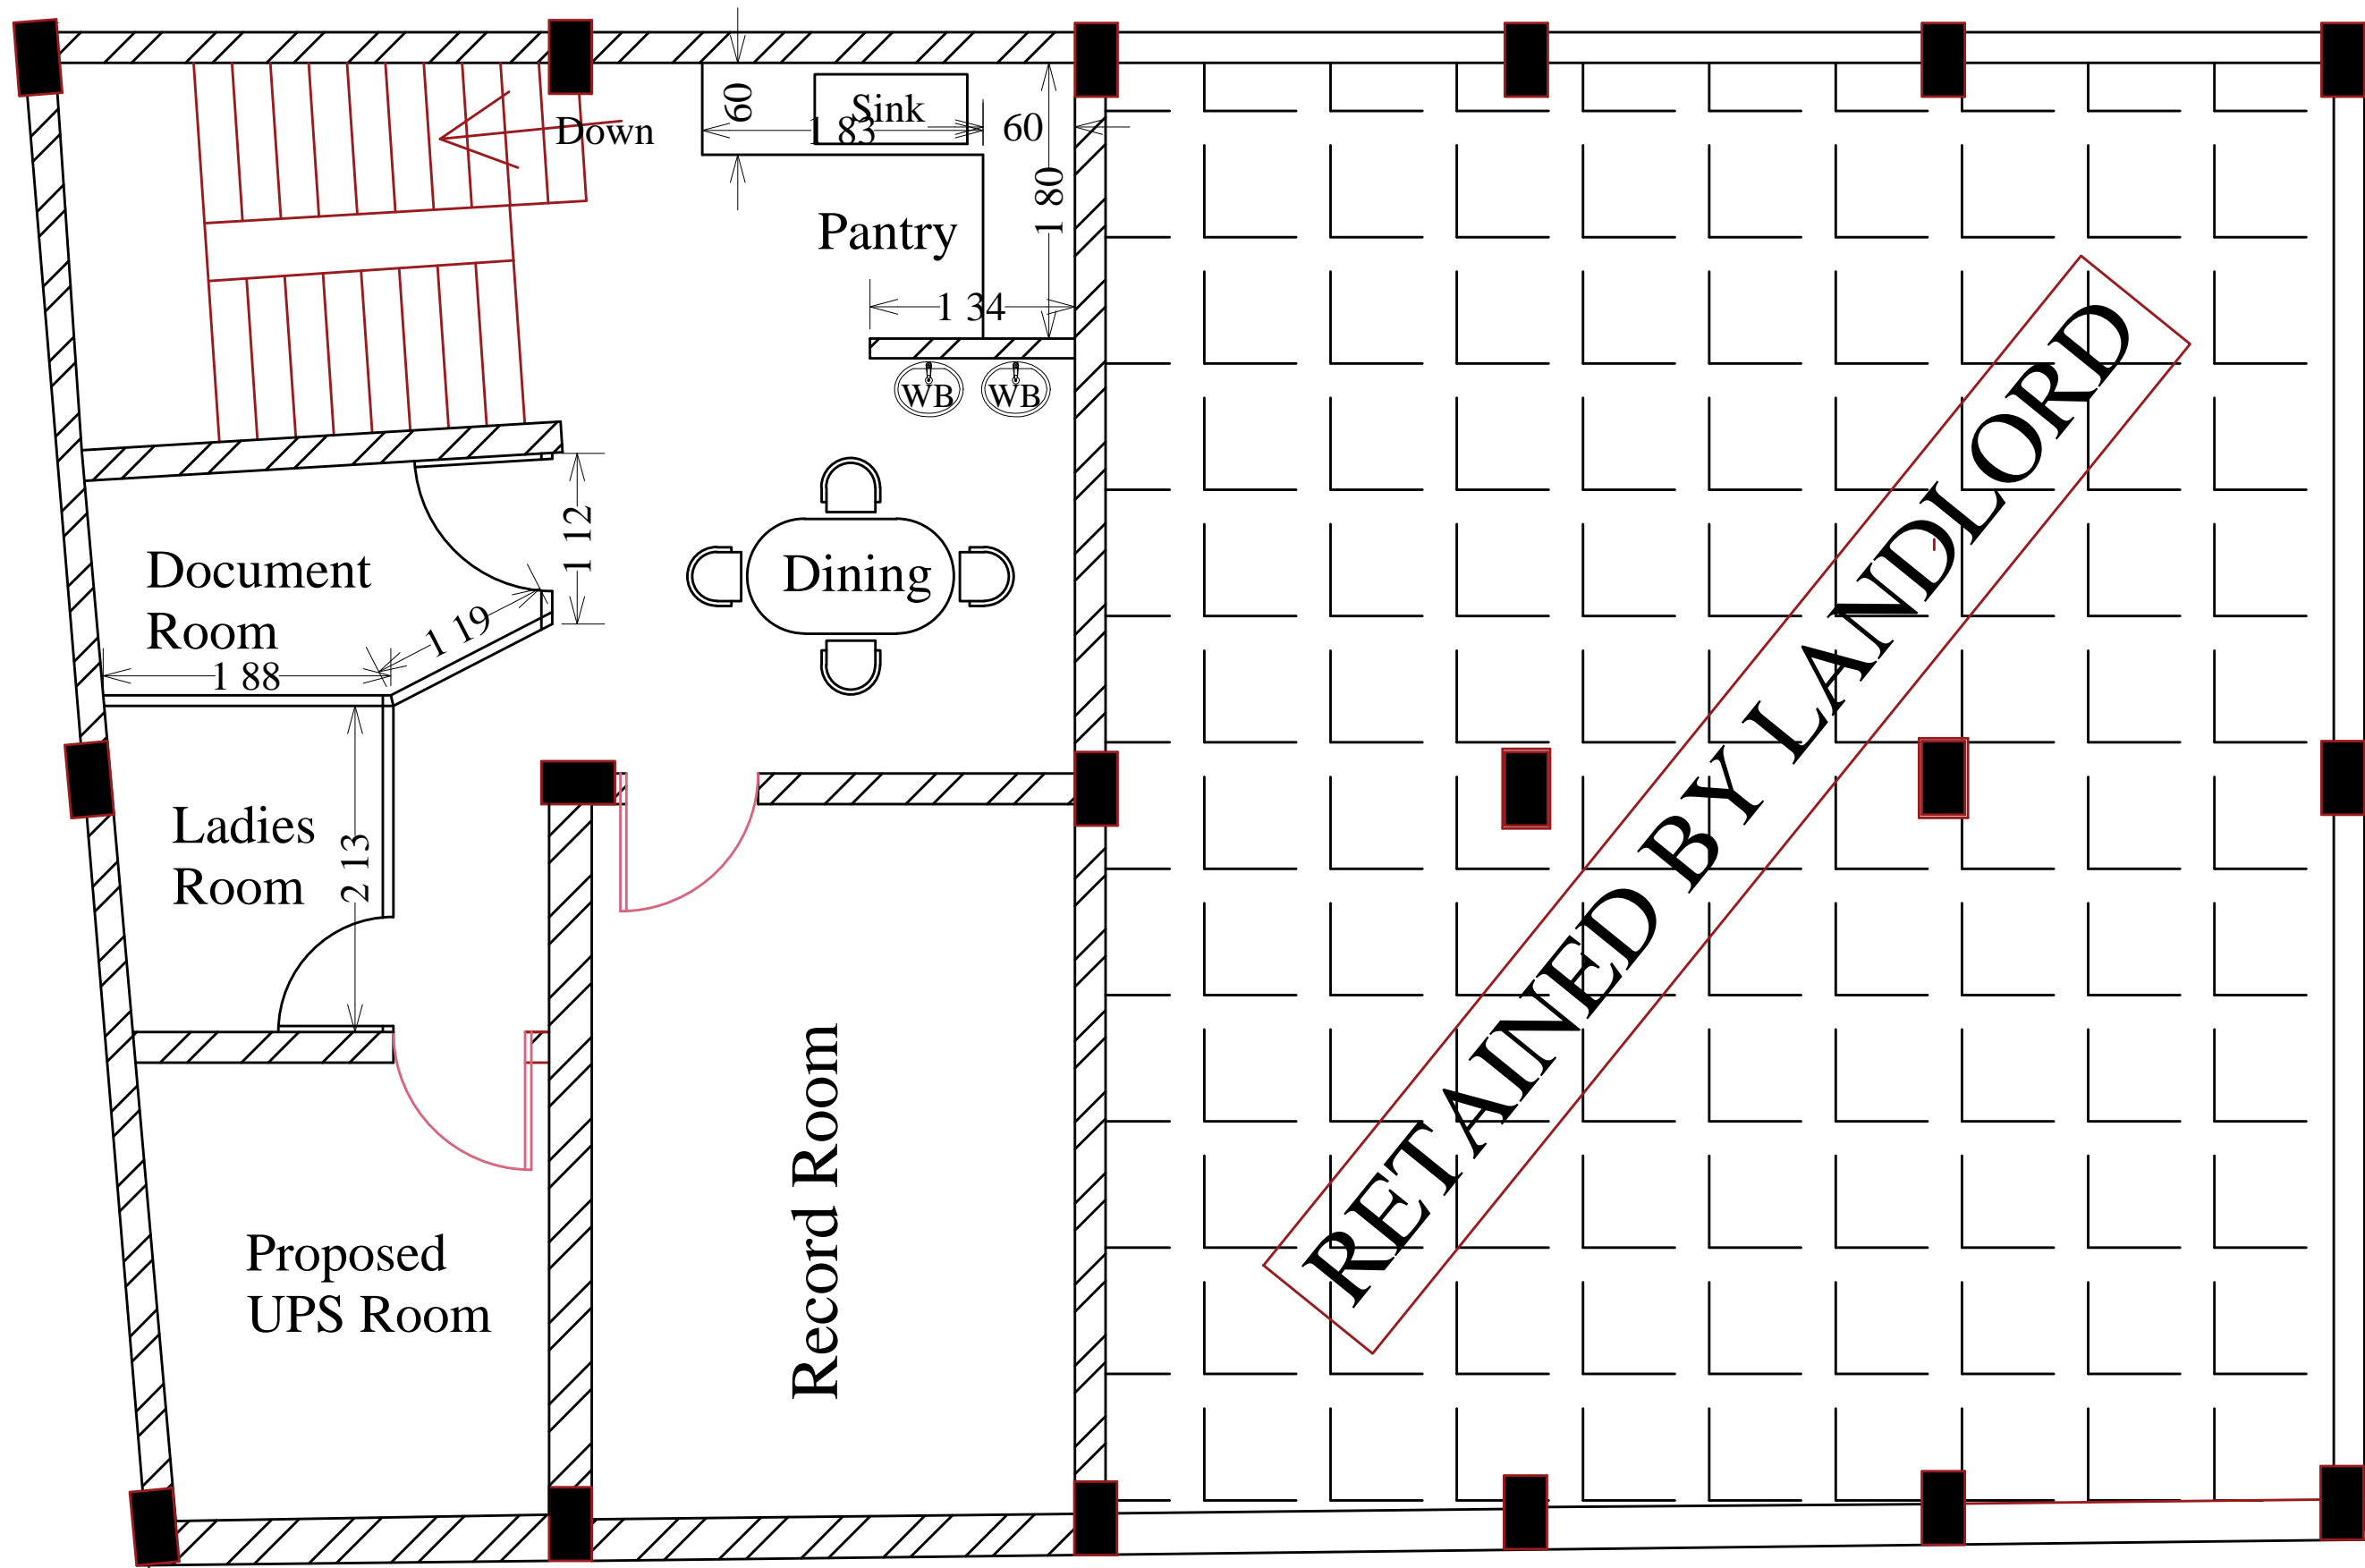 60
Sink
1 83
60
Down
1 80
Pantry
1 34
WB
WB
1 12
Document
Room
Dining
1 19
1 88
Ladies
Room
2 13
Record Room
Proposed
UPS Room
RETAINED BY LANDLORD